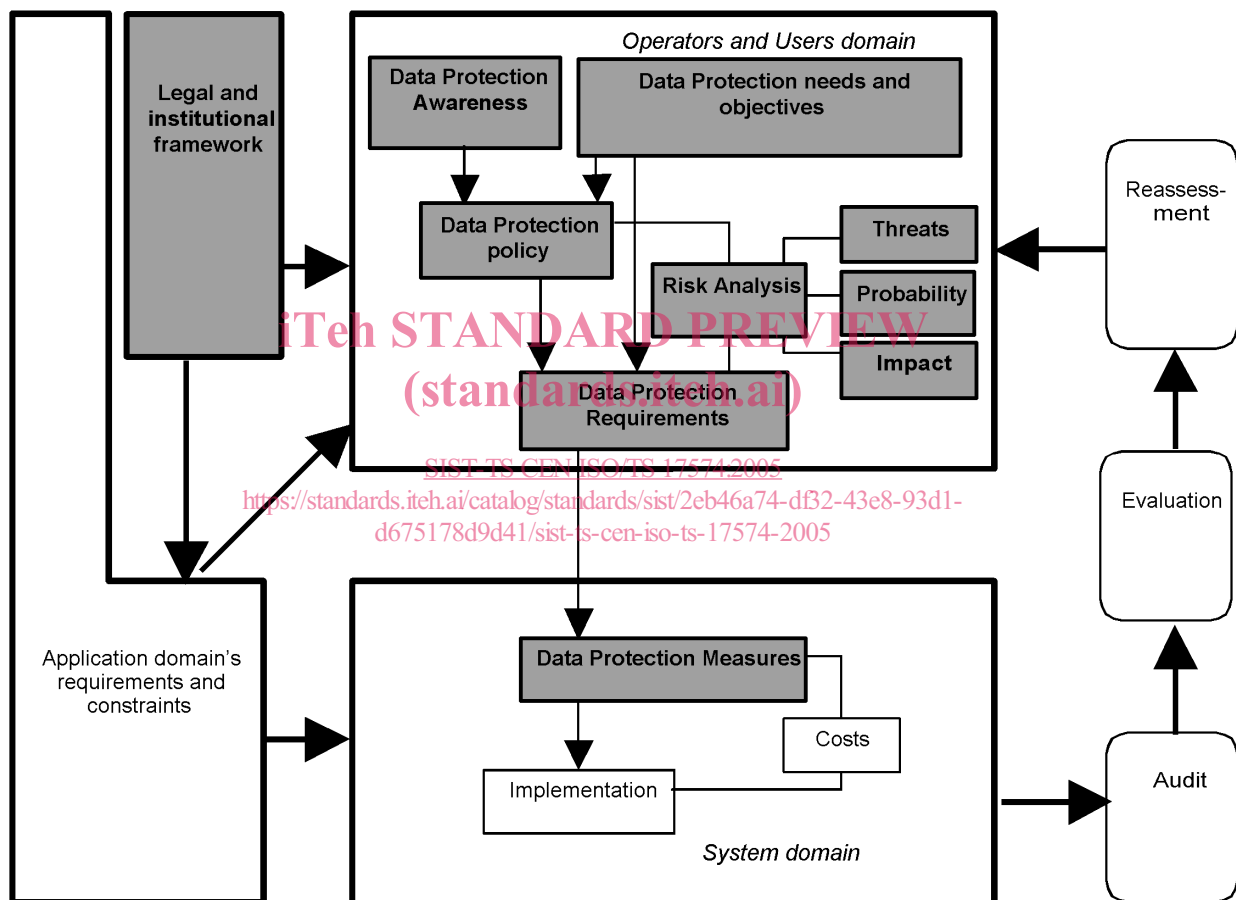 Operators and Users domain
Legal and
institutional
framework
Data Protection
Awareness
Data Protection needs and
objectives
Data Protection
policy
Risk Analysis
Threats
Probability
Impact
Data Protection
Requirements
iTeh STANDARD PREVIEW
(standards.iteh.ai)
SIST-TS CEN ISO/TS 17574:2005
https://standards.iteh.ai/catalog/standards/sist/2eb46a74-df32-43e8-93d1-
d675178d9d41/sist-ts-cen-iso-ts-17574-2005
Reassess-
ment
Evaluation
Audit
Application domain's
requirements and
constraints
Data Protection Measures
Costs
Implementation
System domain